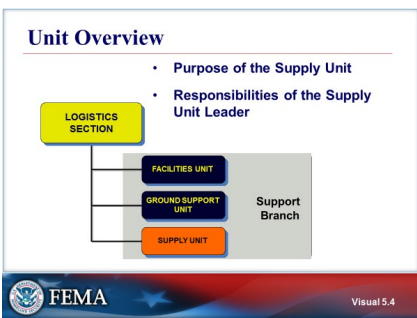 Unit Overview
• Purpose of the Supply Unit
• Responsibilities of the Supply
Unit Leader
LOGISTICS
SECTION
FACILITIES UNIT
GROUND SUPPORT
UNIT
SUPPLY UNIT
Support
Branch
FEMA
Visual 5.4